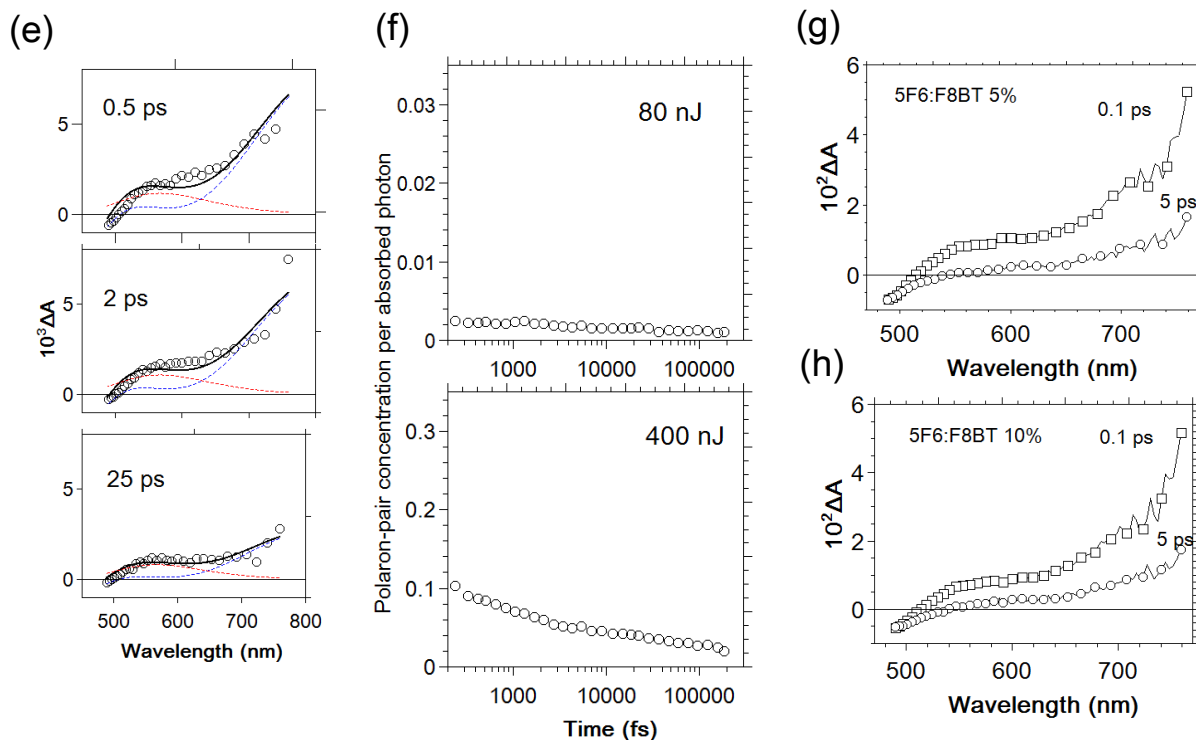 (e)
0.5 ps
5
0
2 ps
10³ΔA
5
0
25 ps
5
0
500 600 700 800
Wavelength (nm)
(f)
Polaron-pair concentration per absorbed photon
80 nJ
0.03
0.02
0.01
0
1000 10000 100000
400 nJ
0.3
0.2
0.1
0
1000 10000 100000
Time (fs)
(g)
5F6:F8BT 5%
0.1 ps
5 ps
10²ΔA
6
4
2
0
500 600 700
Wavelength (nm)
(h)
5F6:F8BT 10%
0.1 ps
5 ps
10²ΔA
6
4
2
0
500 600 700
Wavelength (nm)